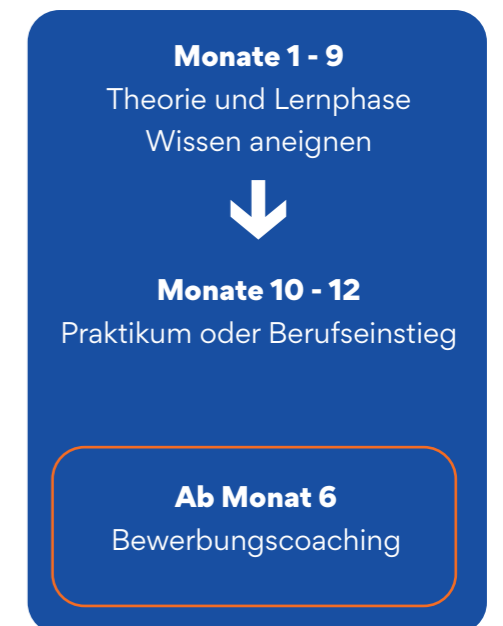 Monate 1 - 9
Theorie und Lernphase
Wissen aneignen
Monate 10 - 12
Praktikum oder Berufseinstieg
Ab Monat 6
Bewerbungscoaching